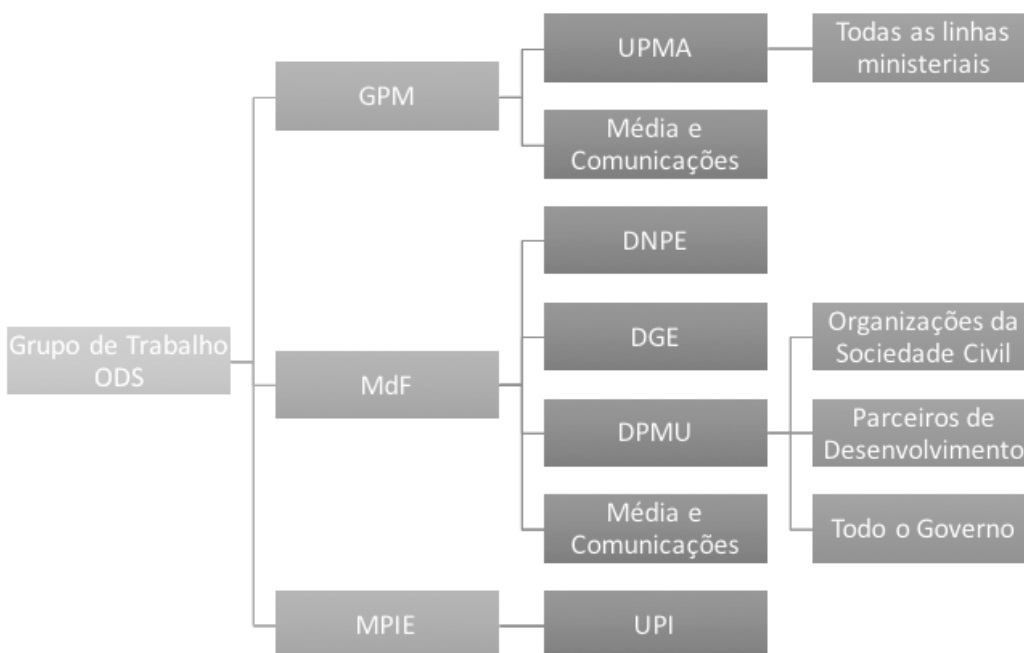 Grupo de Trabalho
ODS
GPM
UPMA
Todas as linhas
ministeriais
Média e
Comunicações
MdF
DNPE
DGE
DPMU
Organizações da
Sociedade Civil
Parceiros de
Desenvolvimento
Todo o Governo
Média e
Comunicações
MPIE
UPI